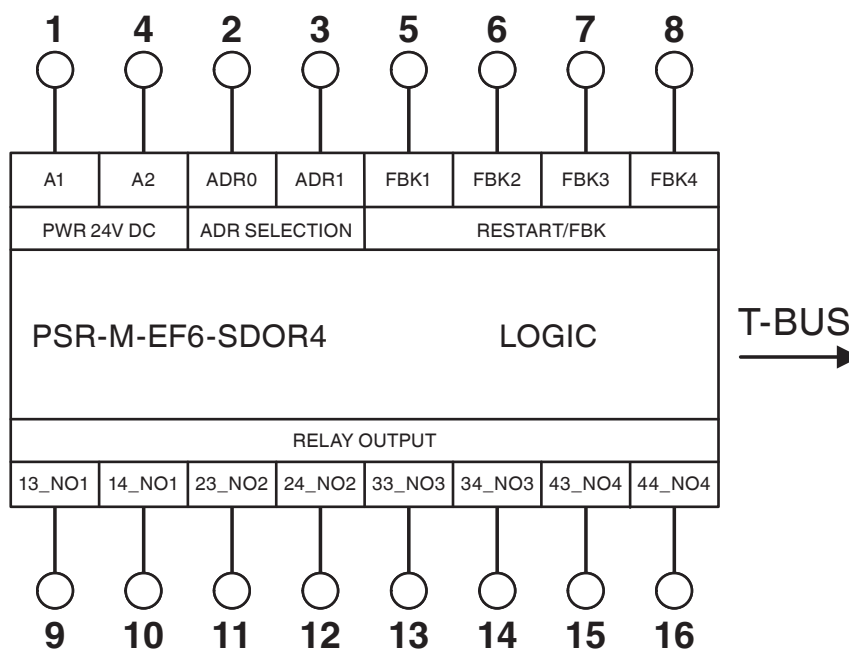 1 4 2 3 5 6 7 8
A1 A2 ADR0 ADR1 FBK1 FBK2 FBK3 FBK4
PWR 24V DC ADR SELECTION RESTART/FBK
PSR-M-EF6-SDOR4 LOGIC T-BUS
RELAY OUTPUT
13_NO1 14_NO1 23_NO2 24_NO2 33_NO3 34_NO3 43_NO4 44_NO4
9 10 11 12 13 14 15 16